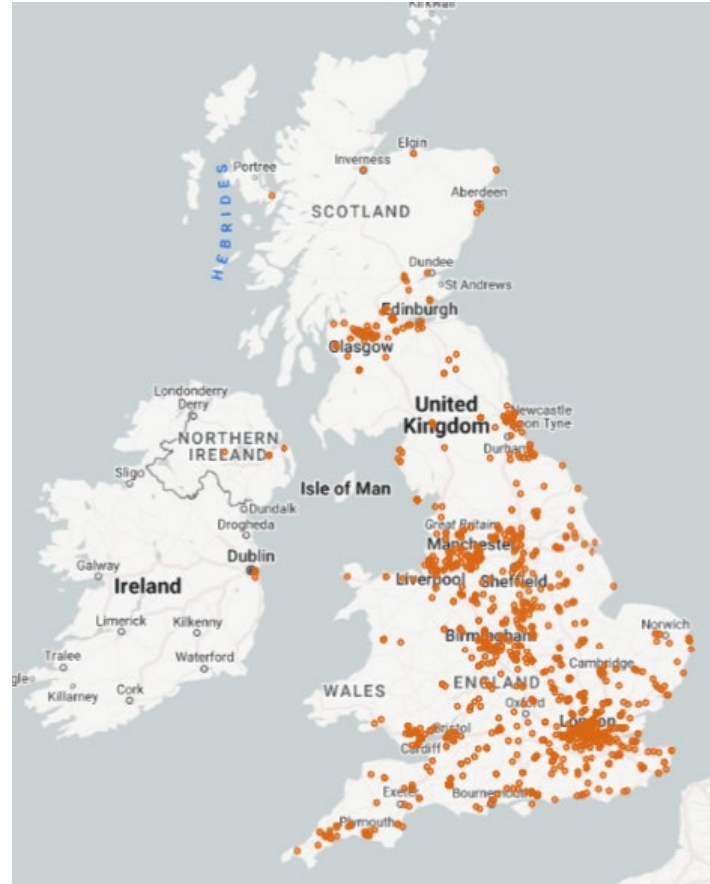 Kirkwall
Elgin
Inverness
Portree
Aberdeen
SCOTLAND
HEBRIDES
Dundee
St Andrews
Edinburgh
Glasgow
Londonderry
Derry
United
Kingdom
Newcastle
upon Tyne
NORTHERN
IRELAND
Durham
Sligo
Isle of Man
Dundalk
Drogheda
Great Britain
Manchester
Dublin
Galway
Liverpool
Sheffield
Ireland
Limerick
Kilkenny
Norwich
Birmingham
Tralee
Waterford
Cambridge
gle
Killarney
Cork
WALES
ENGLAND
Oxford
London
Bristol
Cardiff
Exeter
Bournemouth
Plymouth